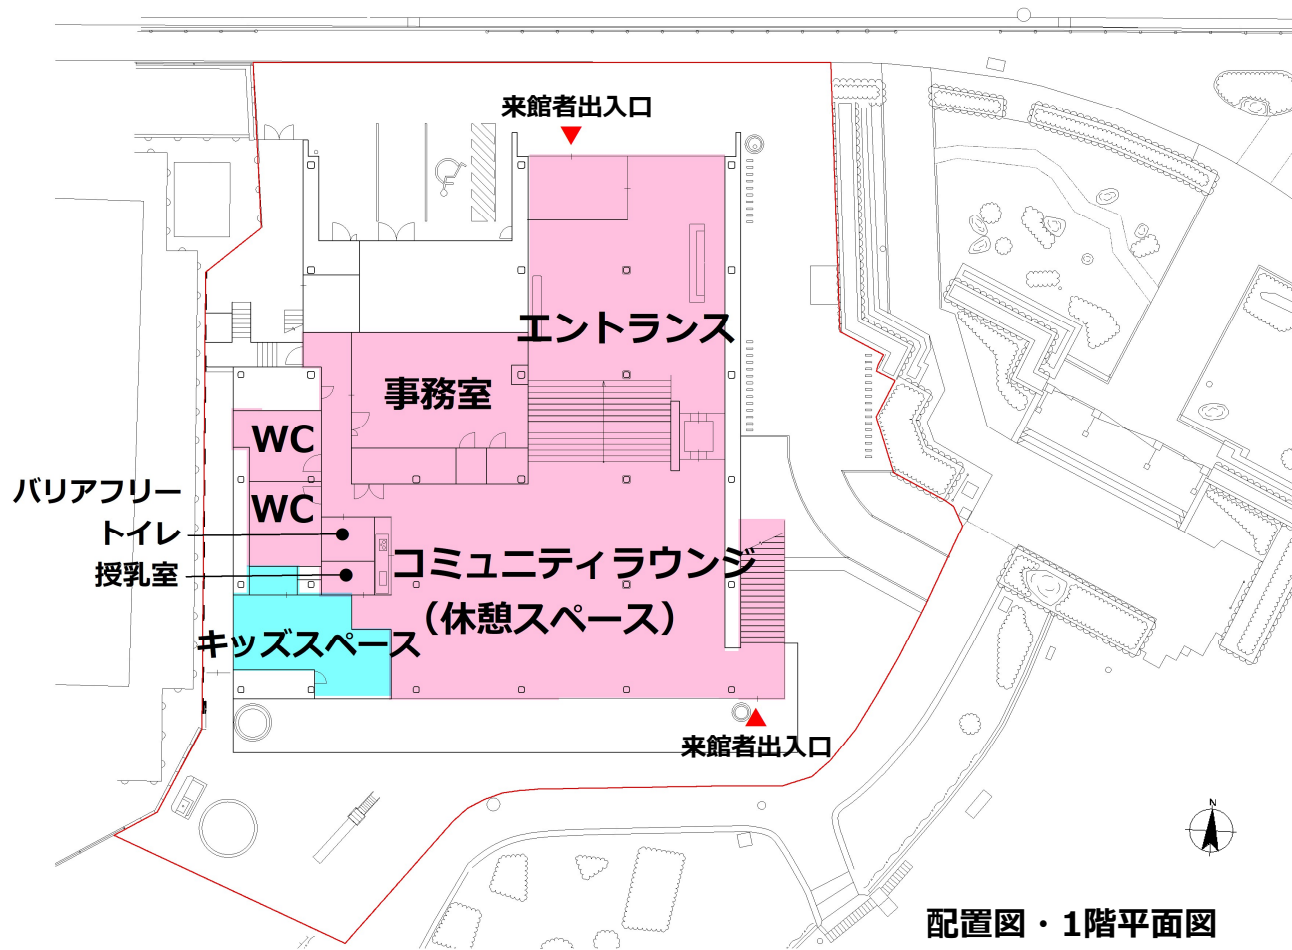 来館者出入口
エントランス
事務室
WC
WC
バリアフリー
トイレ
授乳室
コミュニティラウンジ
（休憩スペース）
キッズスペース
来館者出入口
N
配置図・1階平面図